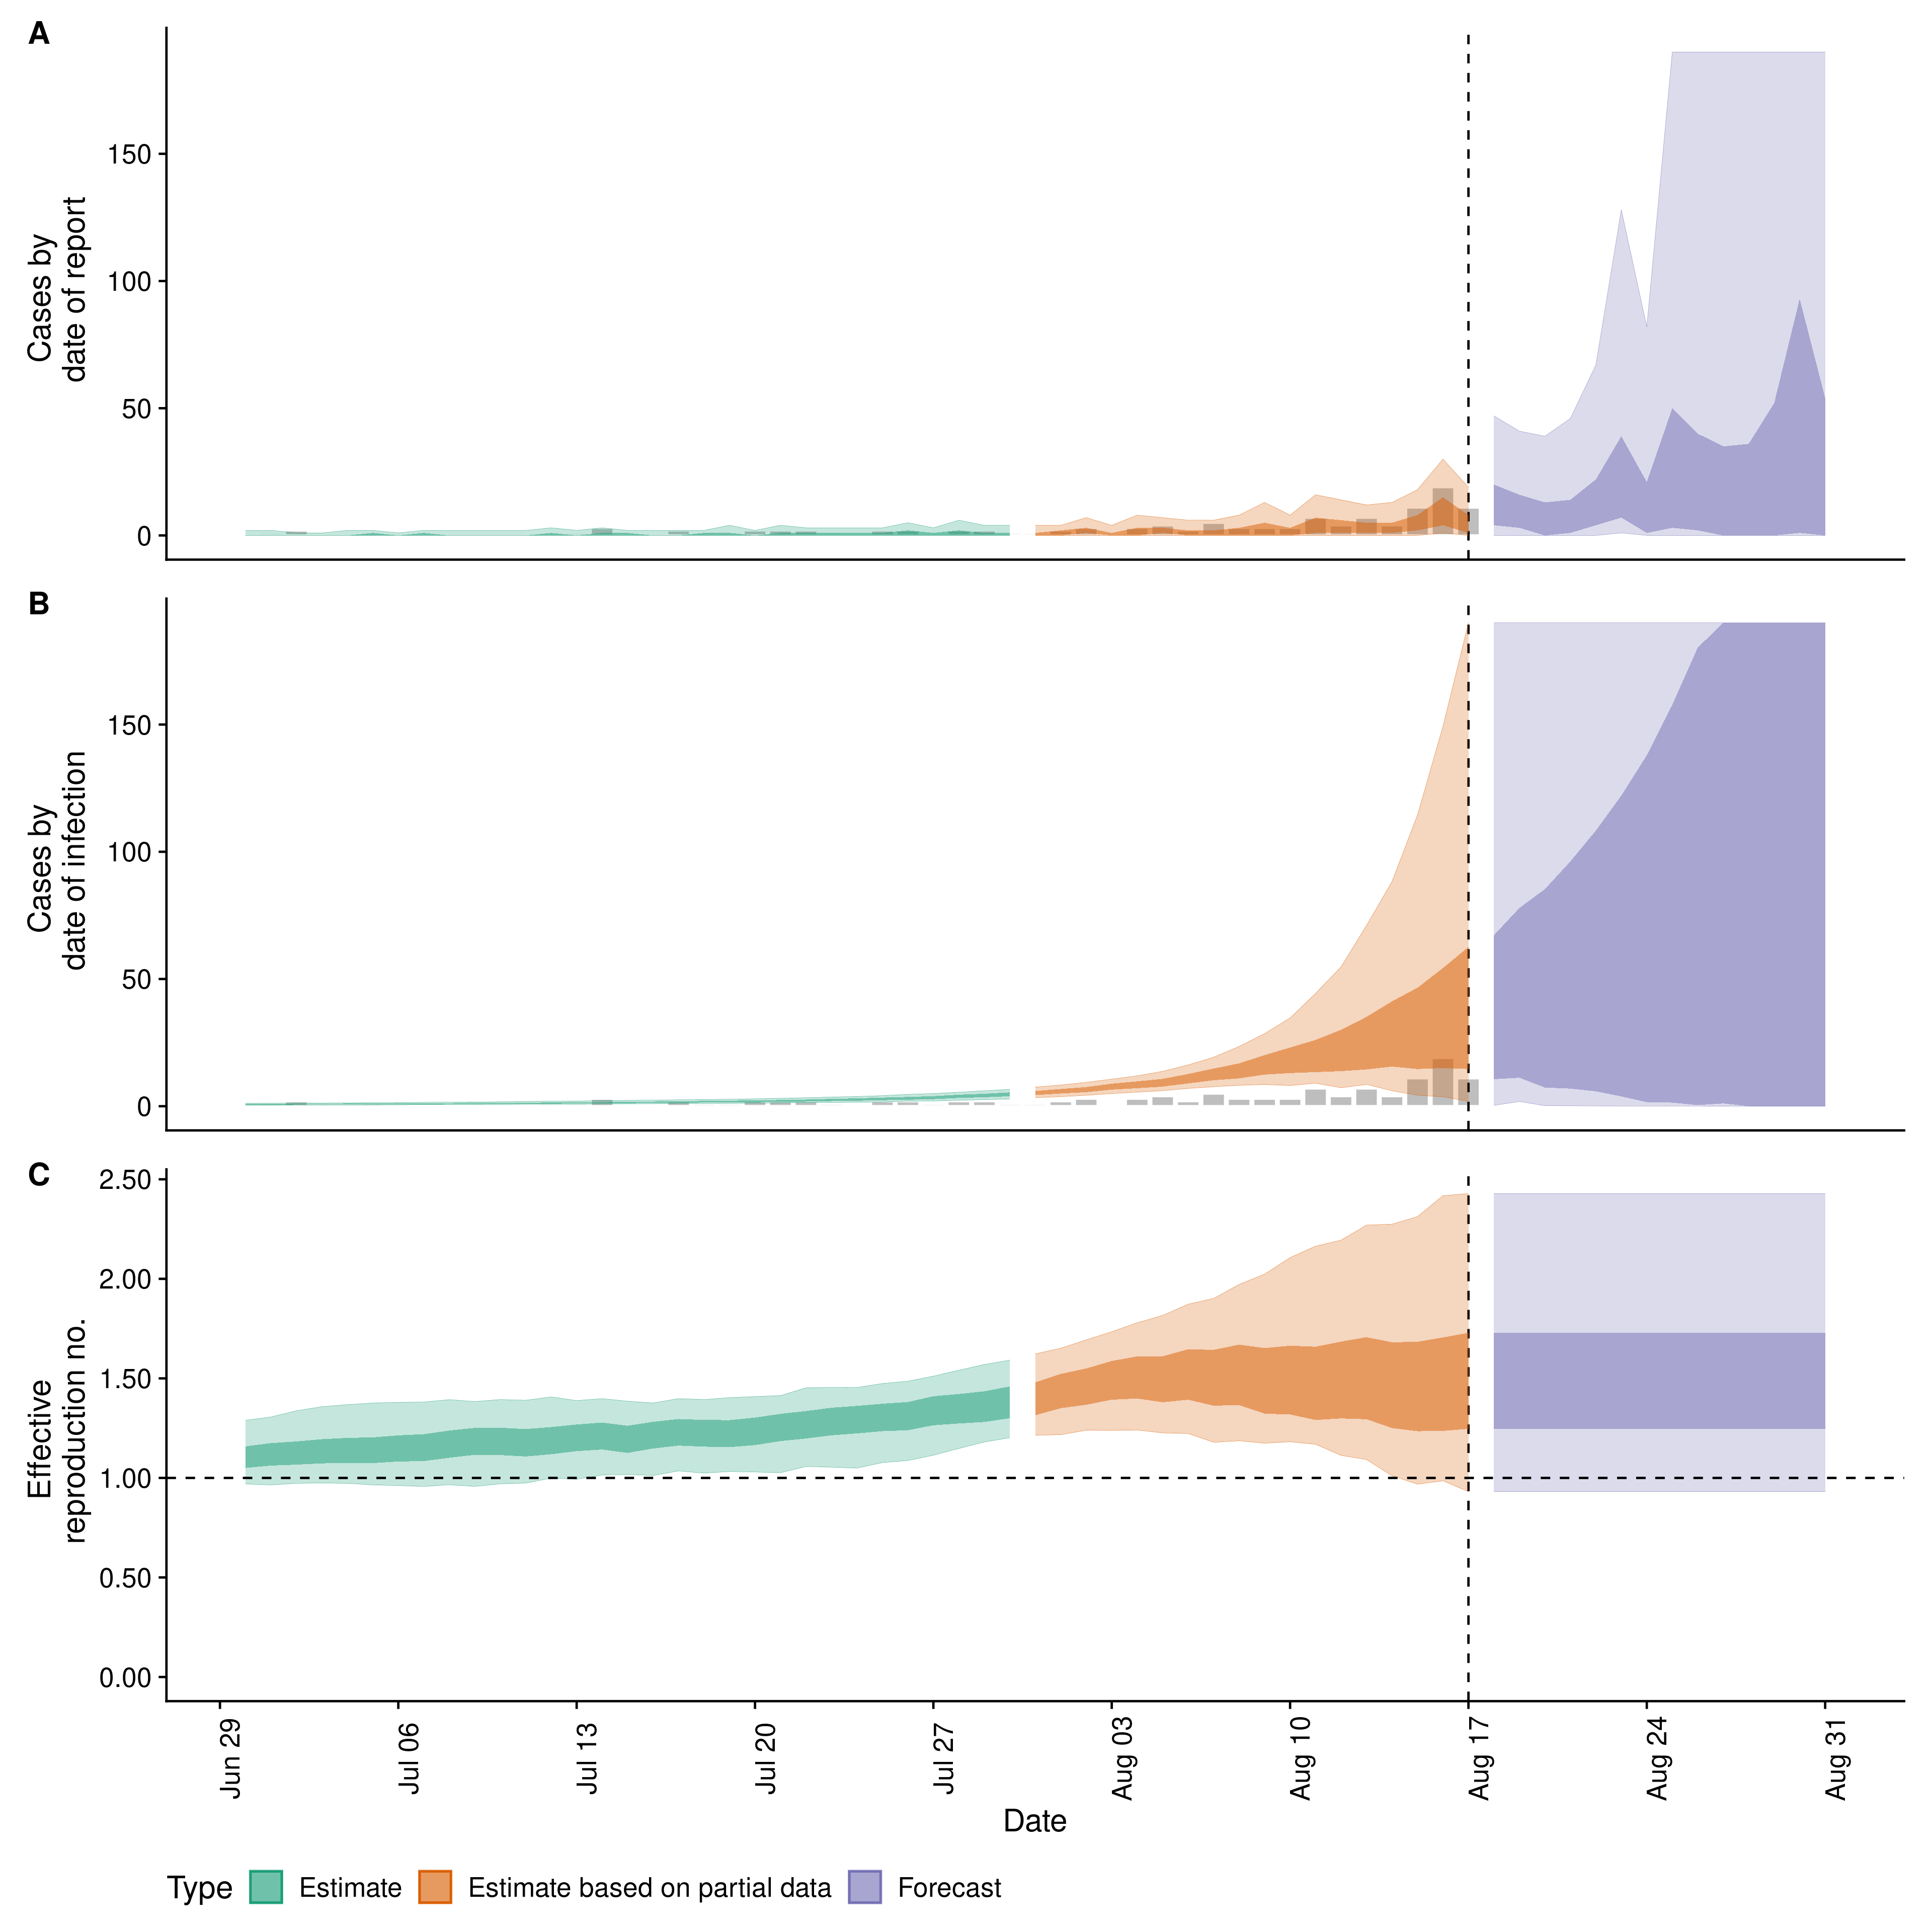 A
Cases by
date of report
150
100
50
0
B
Cases by
date of infection
150
100
50
0
C
Effective
reproduction no.
2.50
2.00
1.50
1.00
0.50
0.00
Jun 29
Jul 06
Jul 13
Jul 20
Jul 27
Aug 03
Aug 10
Aug 17
Aug 24
Aug 31
Date
Type Estimate Estimate based on partial data Forecast